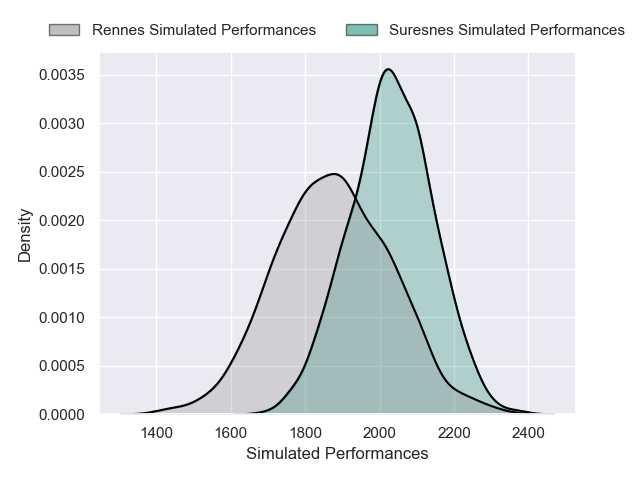 Rennes Simulated Performances
Suresnes Simulated Performances
0.0035
0.0030
0.0025
0.0020
0.0015
0.0010
0.0005
0.0000
Density
1400 1600 1800 2000 2200 2400
Simulated Performances